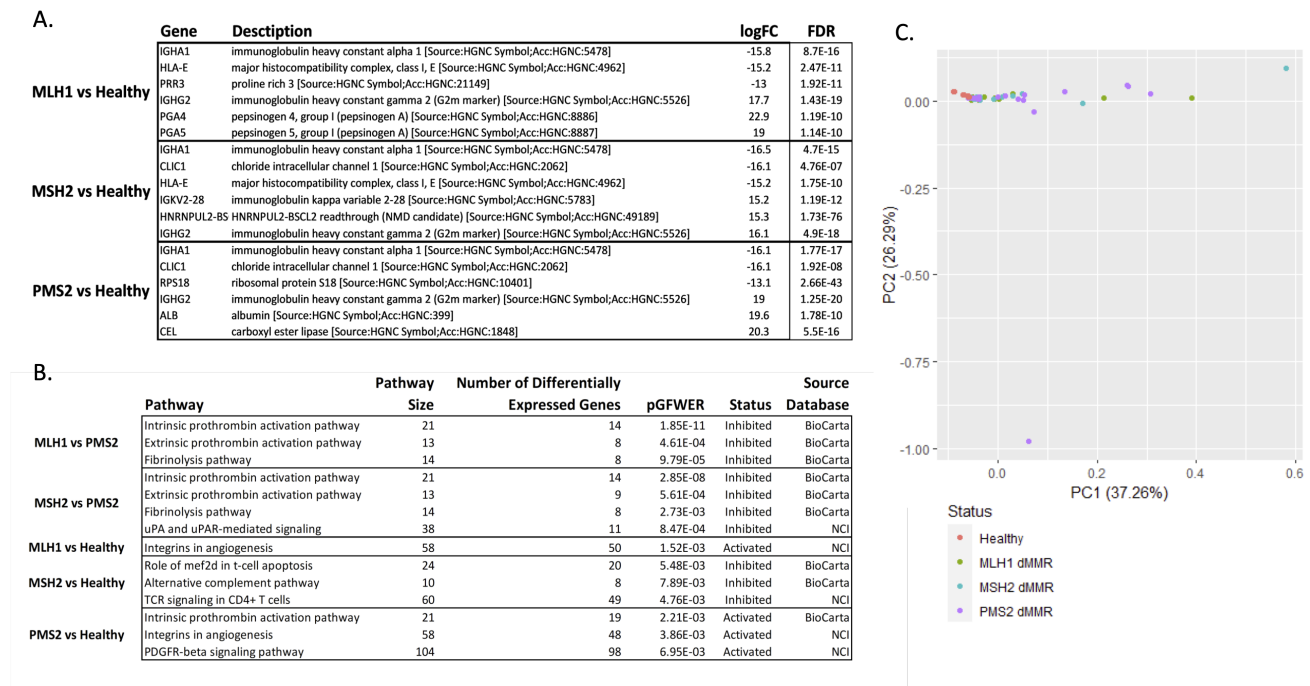 A.
Gene Desctiption logFC FDR
MLH1 vs Healthy
IGHA1 immunoglobulin heavy constant alpha 1 [Source:HGNC Symbol;Acc:HGNC:5478] -15.8 8.7E-16
HLA-E major histocompatibility complex, class I, E [Source:HGNC Symbol;Acc:HGNC:4962] -15.2 2.47E-11
PRR3 proline rich 3 [Source:HGNC Symbol;Acc:HGNC:21149] -13 1.92E-11
IGHG2 immunoglobulin heavy constant gamma 2 (G2m marker) [Source:HGNC Symbol;Acc:HGNC:5526] 17.7 1.43E-19
PGA4 pepsinogen 4, group I (pepsinogen A) [Source:HGNC Symbol;Acc:HGNC:8886] 22.9 1.19E-10
PGA5 pepsinogen 5, group I (pepsinogen A) [Source:HGNC Symbol;Acc:HGNC:8887] 19 1.14E-10
MSH2 vs Healthy
IGHA1 immunoglobulin heavy constant alpha 1 [Source:HGNC Symbol;Acc:HGNC:5478] -16.5 4.7E-15
CLIC1 chloride intracellular channel 1 [Source:HGNC Symbol;Acc:HGNC:2062] -16.1 4.76E-07
HLA-E major histocompatibility complex, class I, E [Source:HGNC Symbol;Acc:HGNC:4962] -15.2 1.75E-10
IGKV2-28 immunoglobulin kappa variable 2-28 [Source:HGNC Symbol;Acc:HGNC:5783] 15.2 1.19E-12
HNRNPUL2-BS HNRNPUL2-BSCL2 readthrough (NMD candidate) [Source:HGNC Symbol;Acc:HGNC:49189] 15.3 1.73E-76
IGHG2 immunoglobulin heavy constant gamma 2 (G2m marker) [Source:HGNC Symbol;Acc:HGNC:5526] 16.1 4.9E-18
PMS2 vs Healthy
IGHA1 immunoglobulin heavy constant alpha 1 [Source:HGNC Symbol;Acc:HGNC:5478] -16.1 1.77E-17
CLIC1 chloride intracellular channel 1 [Source:HGNC Symbol;Acc:HGNC:2062] -16.1 1.92E-08
RPS18 ribosomal protein S18 [Source:HGNC Symbol;Acc:HGNC:10401] -13.1 2.66E-43
IGHG2 immunoglobulin heavy constant gamma 2 (G2m marker) [Source:HGNC Symbol;Acc:HGNC:5526] 19 1.25E-20
ALB albumin [Source:HGNC Symbol;Acc:HGNC:399] 19.6 1.78E-10
CEL carboxyl ester lipase [Source:HGNC Symbol;Acc:HGNC:1848] 20.3 5.5E-16
B.
Pathway Number of Differentially Source
Pathway Size Expressed Genes pGFWER Status Database
MLH1 vs PMS2
Intrinsic prothrombin activation pathway 21 14 1.85E-11 Inhibited BioCarta
Extrinsic prothrombin activation pathway 13 8 4.61E-04 Inhibited BioCarta
Fibrinolysis pathway 14 8 9.79E-05 Inhibited BioCarta
MSH2 vs PMS2
Intrinsic prothrombin activation pathway 21 14 2.85E-08 Inhibited BioCarta
Extrinsic prothrombin activation pathway 13 9 5.61E-04 Inhibited BioCarta
Fibrinolysis pathway 14 8 2.73E-03 Inhibited BioCarta
uPA and uPAR-mediated signaling 38 11 8.47E-04 Inhibited NCI
MLH1 vs Healthy
Integrins in angiogenesis 58 50 1.52E-03 Activated NCI
MSH2 vs Healthy
Role of mef2d in t-cell apoptosis 24 20 5.48E-03 Inhibited BioCarta
Alternative complement pathway 10 8 7.89E-03 Inhibited BioCarta
TCR signaling in CD4+ T cells 60 49 4.76E-03 Inhibited NCI
PMS2 vs Healthy
Intrinsic prothrombin activation pathway 21 19 2.21E-03 Activated BioCarta
Integrins in angiogenesis 58 48 3.86E-03 Activated NCI
PDGFR-beta signaling pathway 104 98 6.95E-03 Activated NCI
C.
PC2 (26.29%)
0.00
-0.25
-0.50
-0.75
-1.00
0.0 0.2 0.4 0.6
PC1 (37.26%)
Status
Healthy
MLH1 dMMR
MSH2 dMMR
PMS2 dMMR